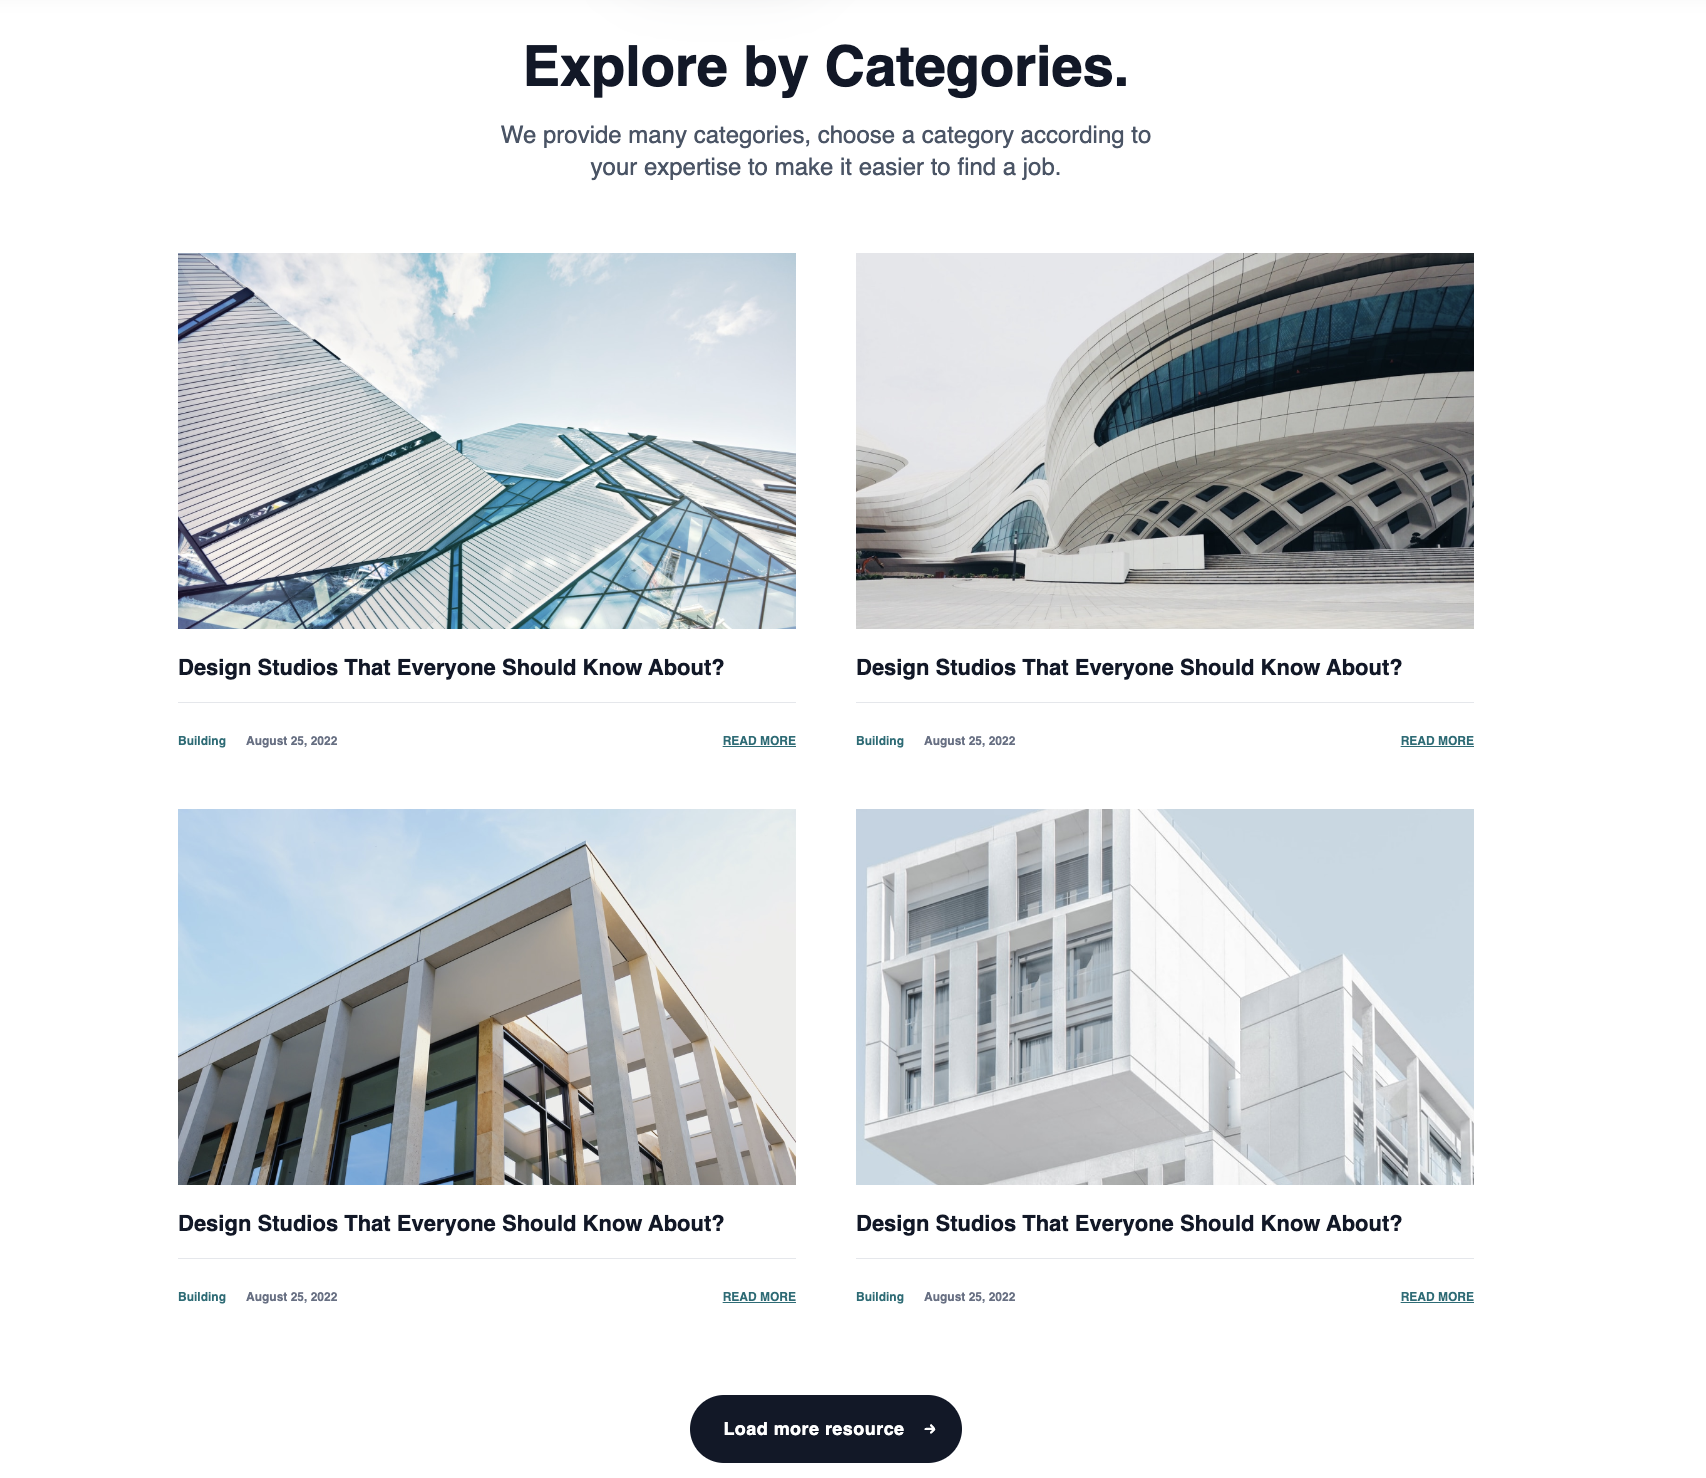 Explore by Categories.
We provide many categories, choose a category according to
your expertise to make it easier to find a job.
Design Studios That Everyone Should Know About?
Building August 25, 2022 READ MORE
Design Studios That Everyone Should Know About?
Building August 25, 2022 READ MORE
Design Studios That Everyone Should Know About?
Building August 25, 2022 READ MORE
Design Studios That Everyone Should Know About?
Building August 25, 2022 READ MORE
Load more resource →